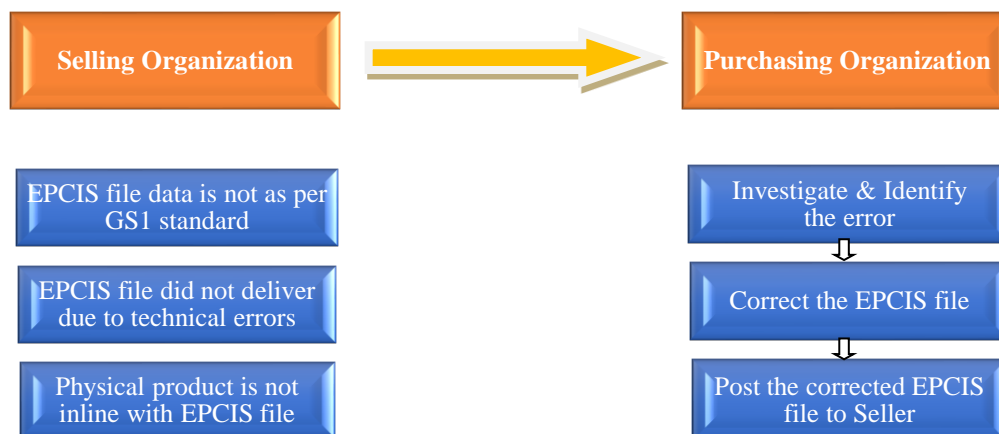 Selling Organization
Purchasing Organization
EPCIS file data is not as per
GS1 standard
EPCIS file did not deliver
due to technical errors
Physical product is not
inline with EPCIS file
Investigate & Identify
the error
Correct the EPCIS file
Post the corrected EPCIS
file to Seller